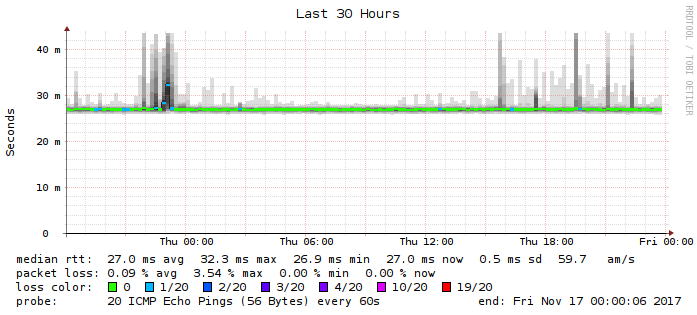 Last 30 Hours
RRDTOOL / TOBI OETIKER
Seconds
40 m
30 m
20 m
10 m
0
Thu 00:00 Thu 06:00 Thu 12:00 Thu 18:00 Fri 00:00
median rtt: 27.0 ms avg 32.3 ms max 26.9 ms min 27.0 ms now 0.5 ms sd 59.7 am/s
packet loss: 0.09 % avg 3.54 % max 0.00 % min 0.00 % now
loss color: 0 1/20 2/20 3/20 4/20 10/20 19/20
probe: 20 ICMP Echo Pings (56 Bytes) every 60s end: Fri Nov 17 00:00:06 2017